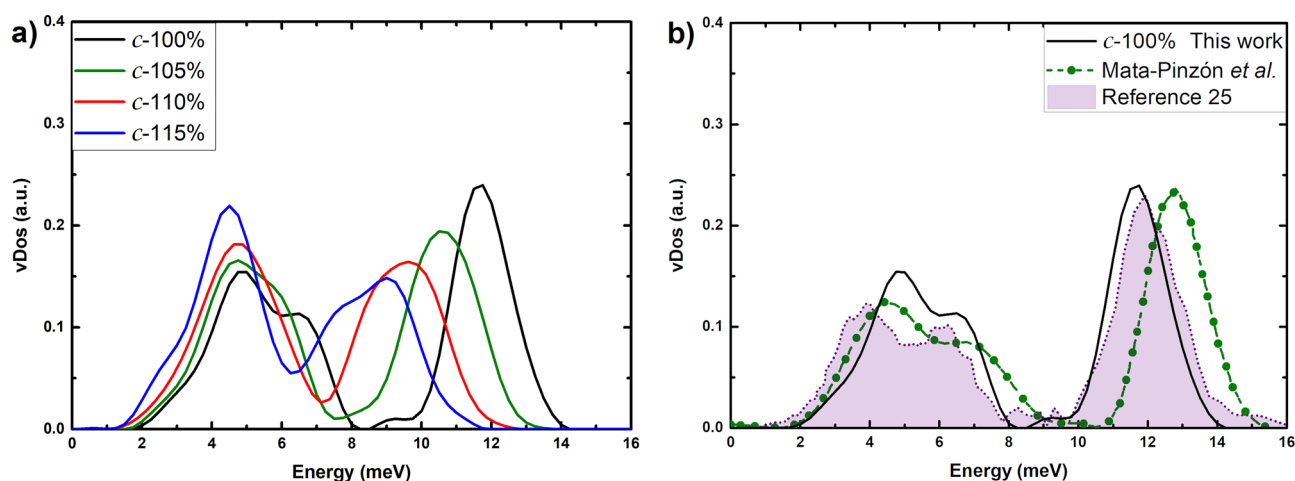 a)
c-100%
c-105%
c-110%
c-115%
vDos (a.u.)
0.4
0.3
0.2
0.1
0.0
0 2 4 6 8 10 12 14 16
Energy (meV)
b)
c-100% This work
Mata-Pinzón et al.
Reference 25
vDos (a.u.)
0.4
0.3
0.2
0.1
0.0
0 2 4 6 8 10 12 14 16
Energy (meV)